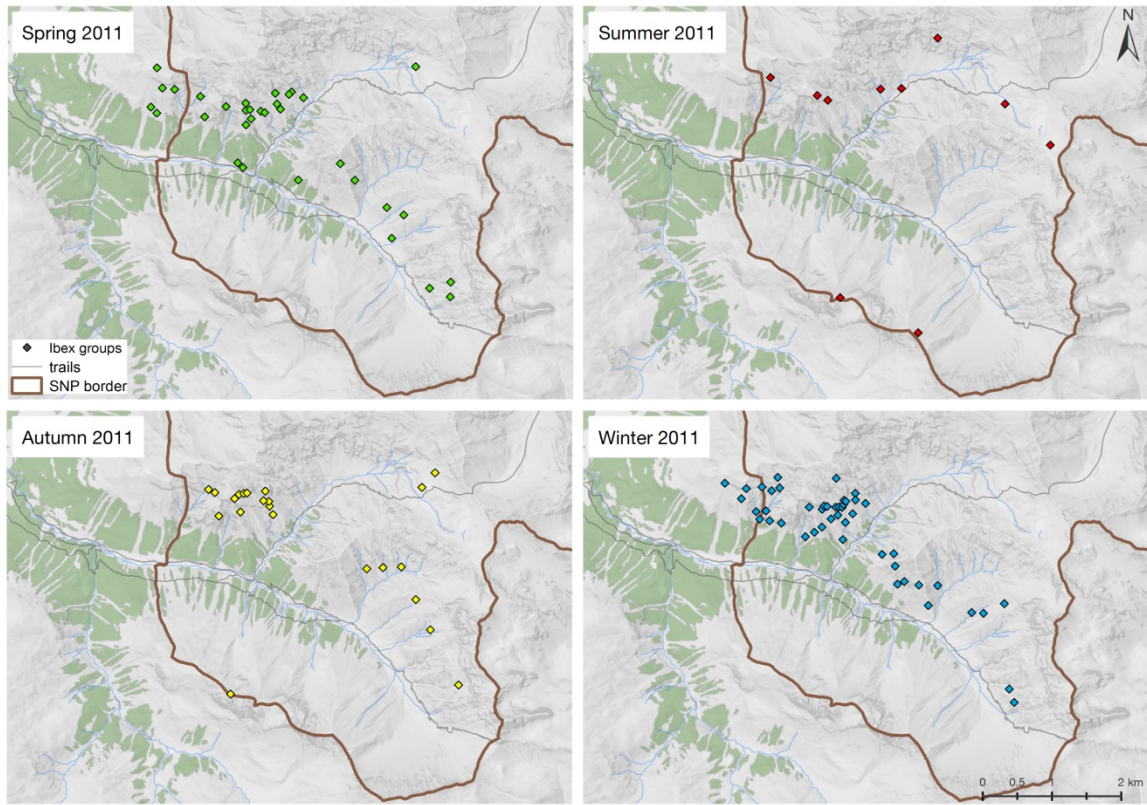 Spring 2011
Summer 2011
N
Ibex groups
trails
SNP border
Autumn 2011
Winter 2011
0 0.5 1 2 km